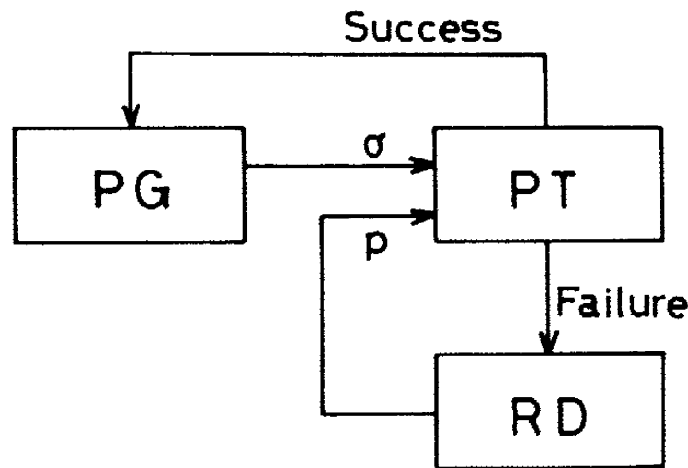 Success
PG
σ
PT
p
Failure
RD